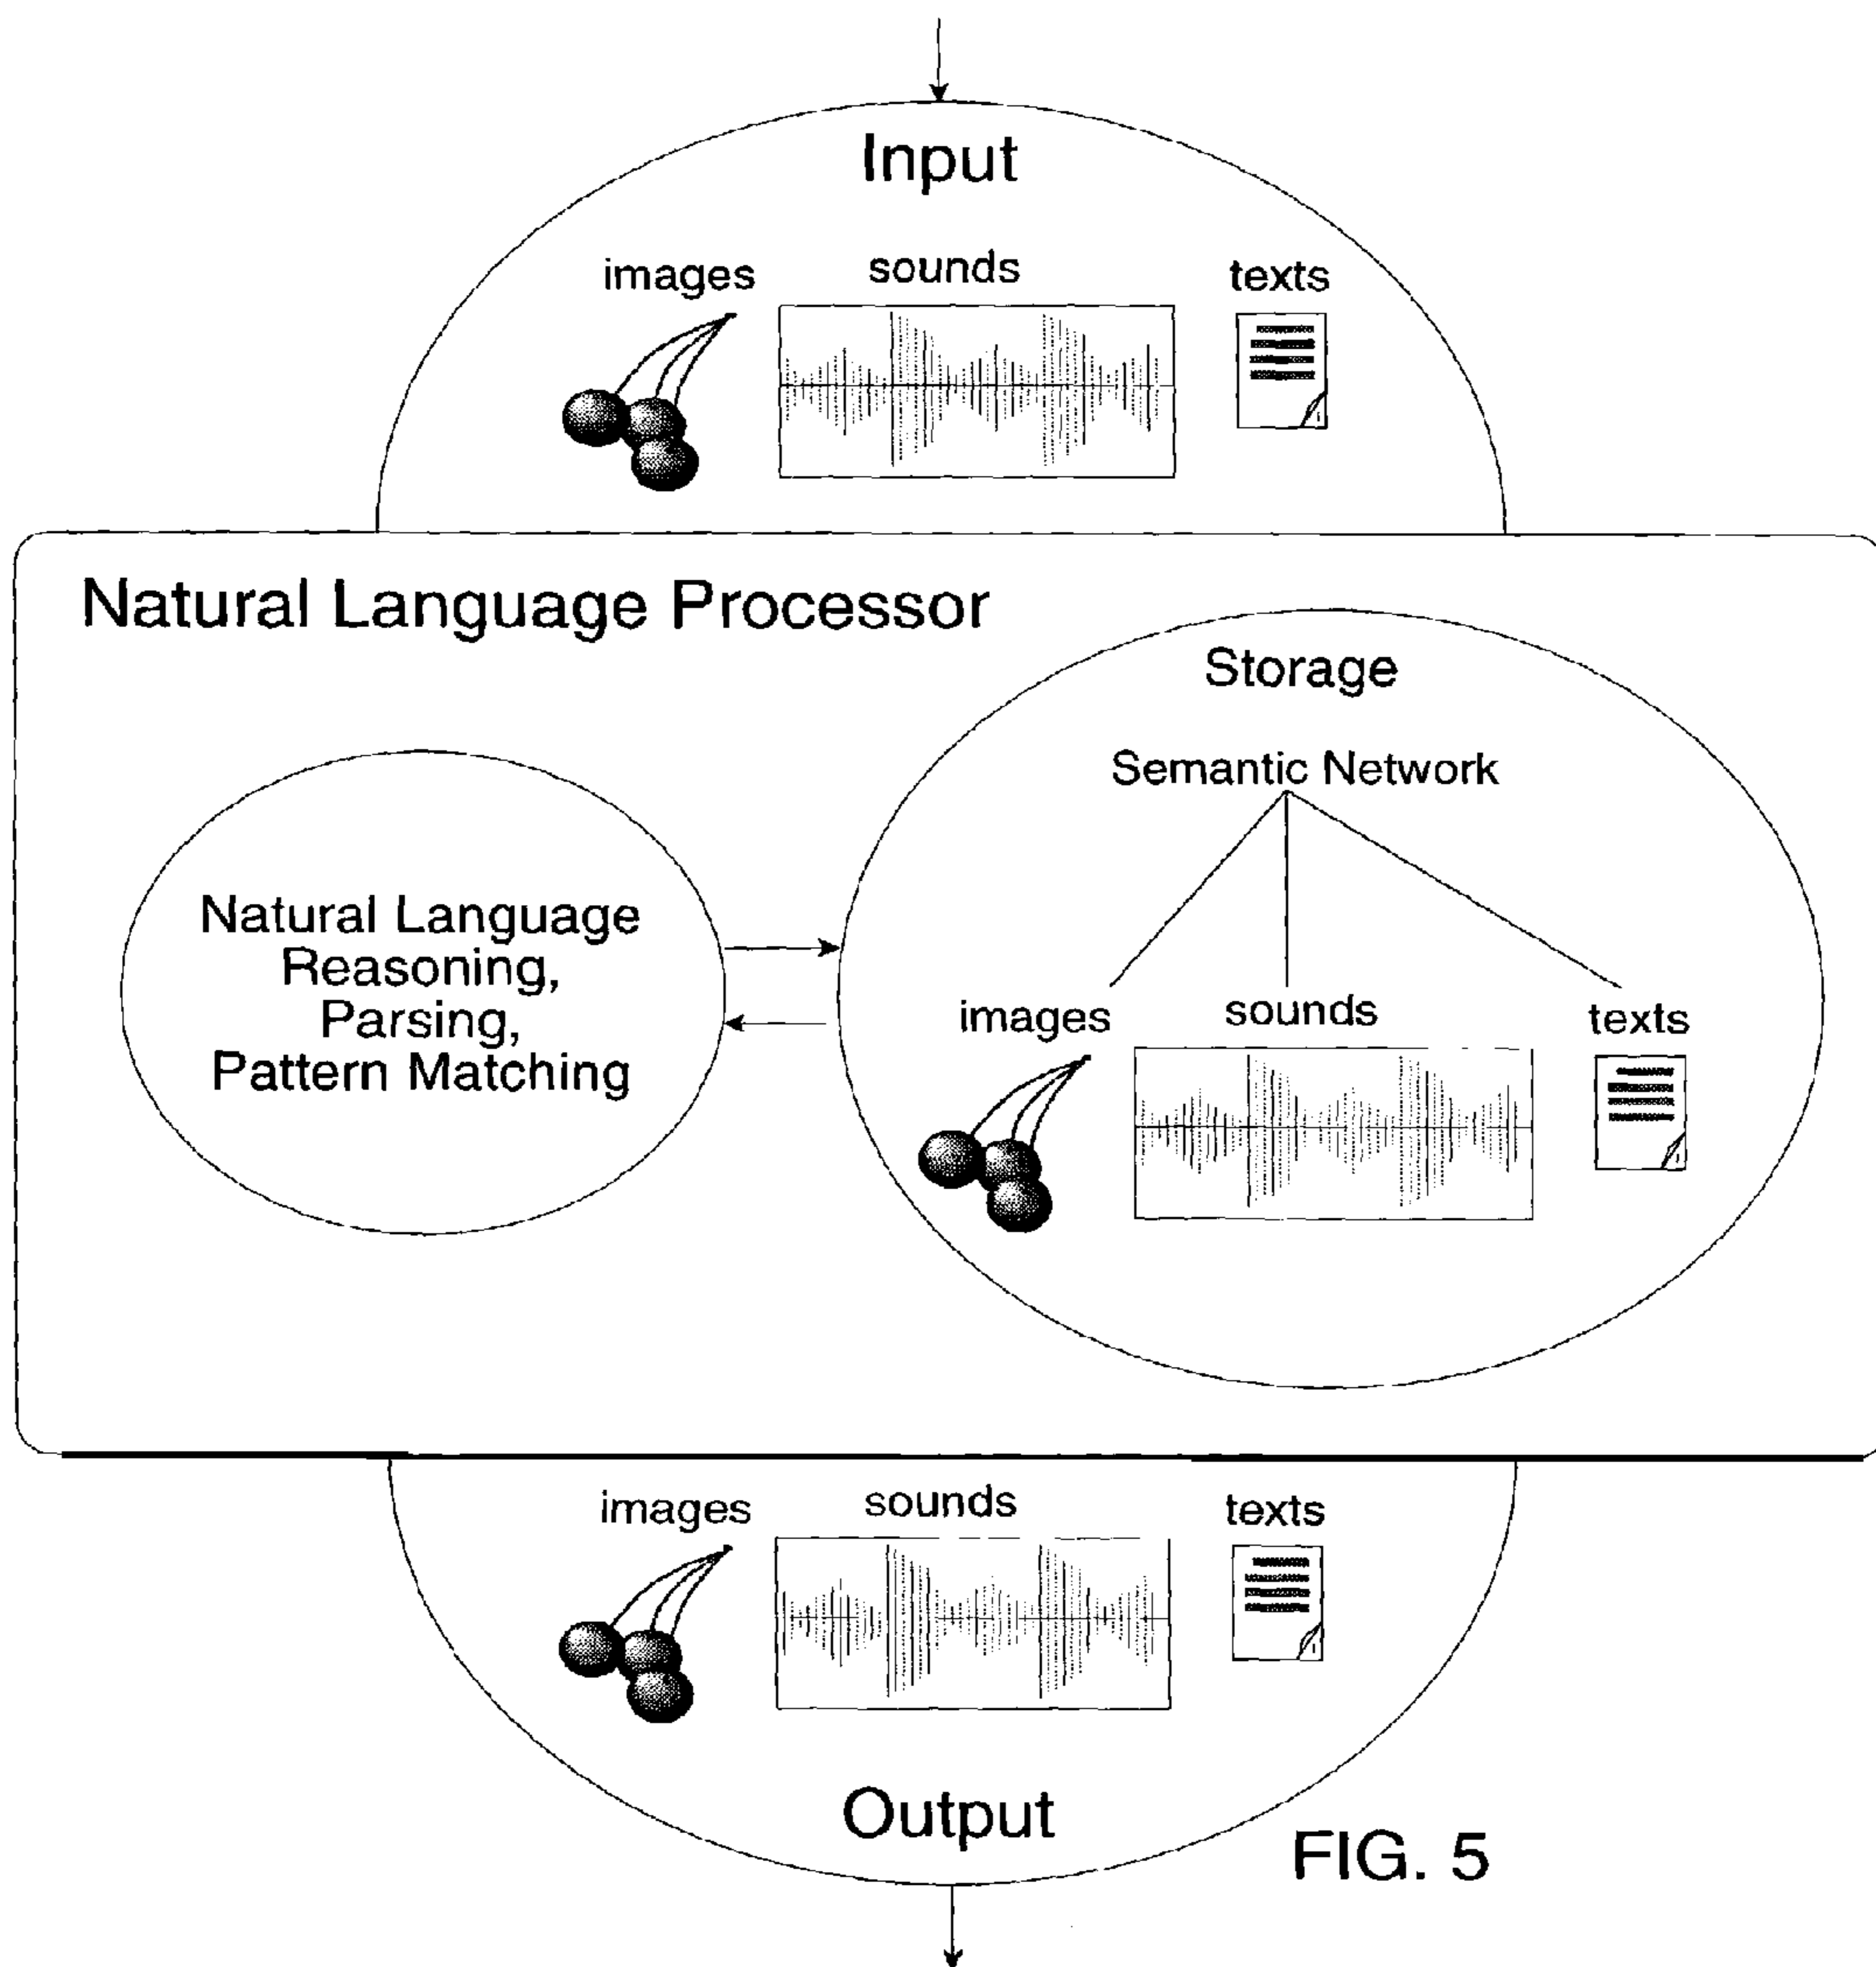 Input
images sounds texts
Natural Language Processor
Storage
Semantic Network
Natural Language
Reasoning,
Parsing,
Pattern Matching
images sounds texts
images sounds texts
Output
FIG. 5